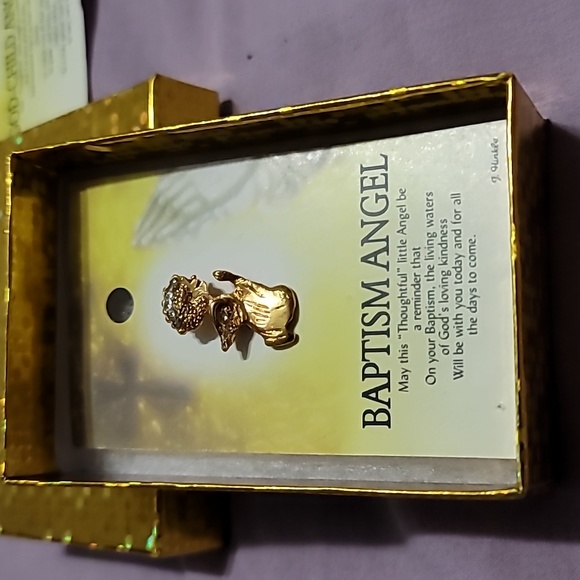 BAPTISM ANGEL
May this "Thoughtful" little Angel be
a reminder that
On your Baptism, the living waters
of God's loving kindness
Will be with you today and for all
the days to come.